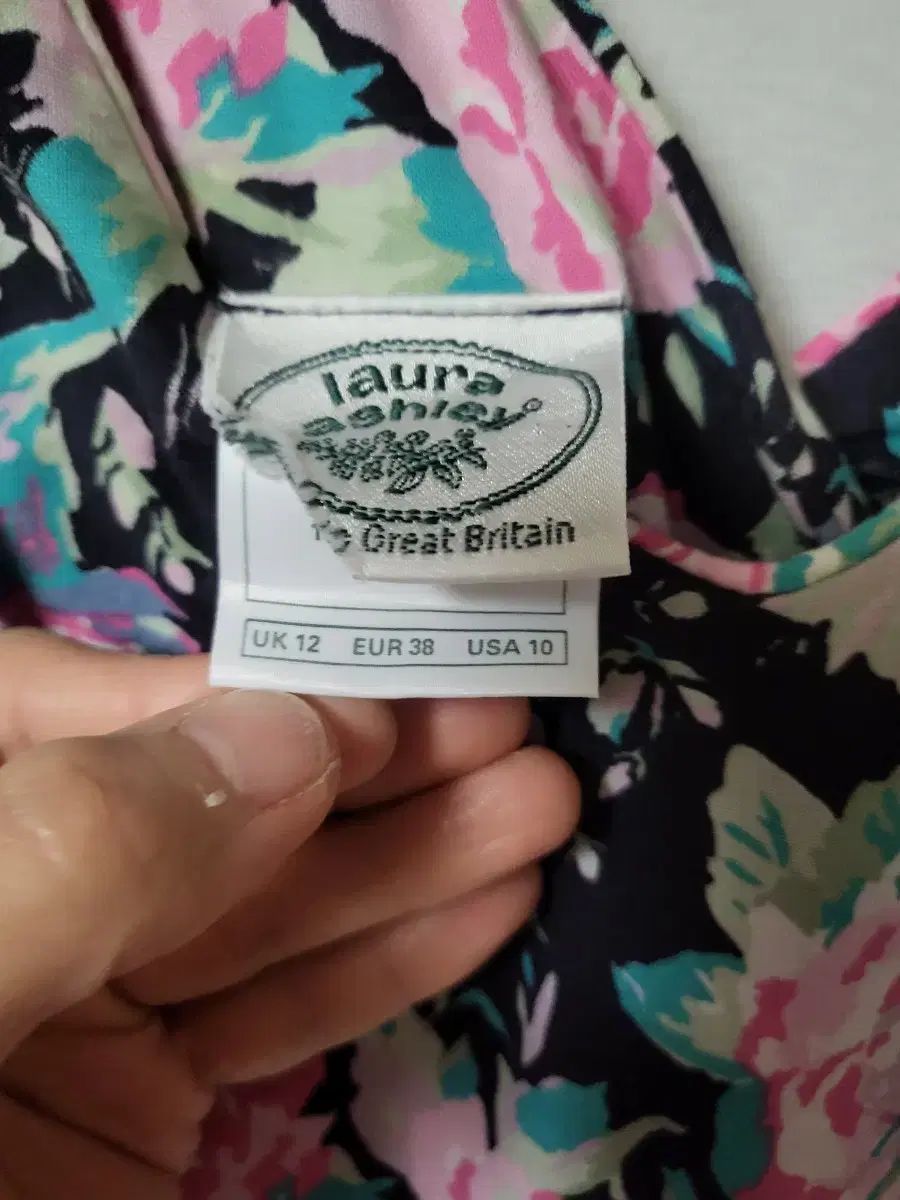 laura
ashley
Great Britain
UK 12 EUR 38 USA 10